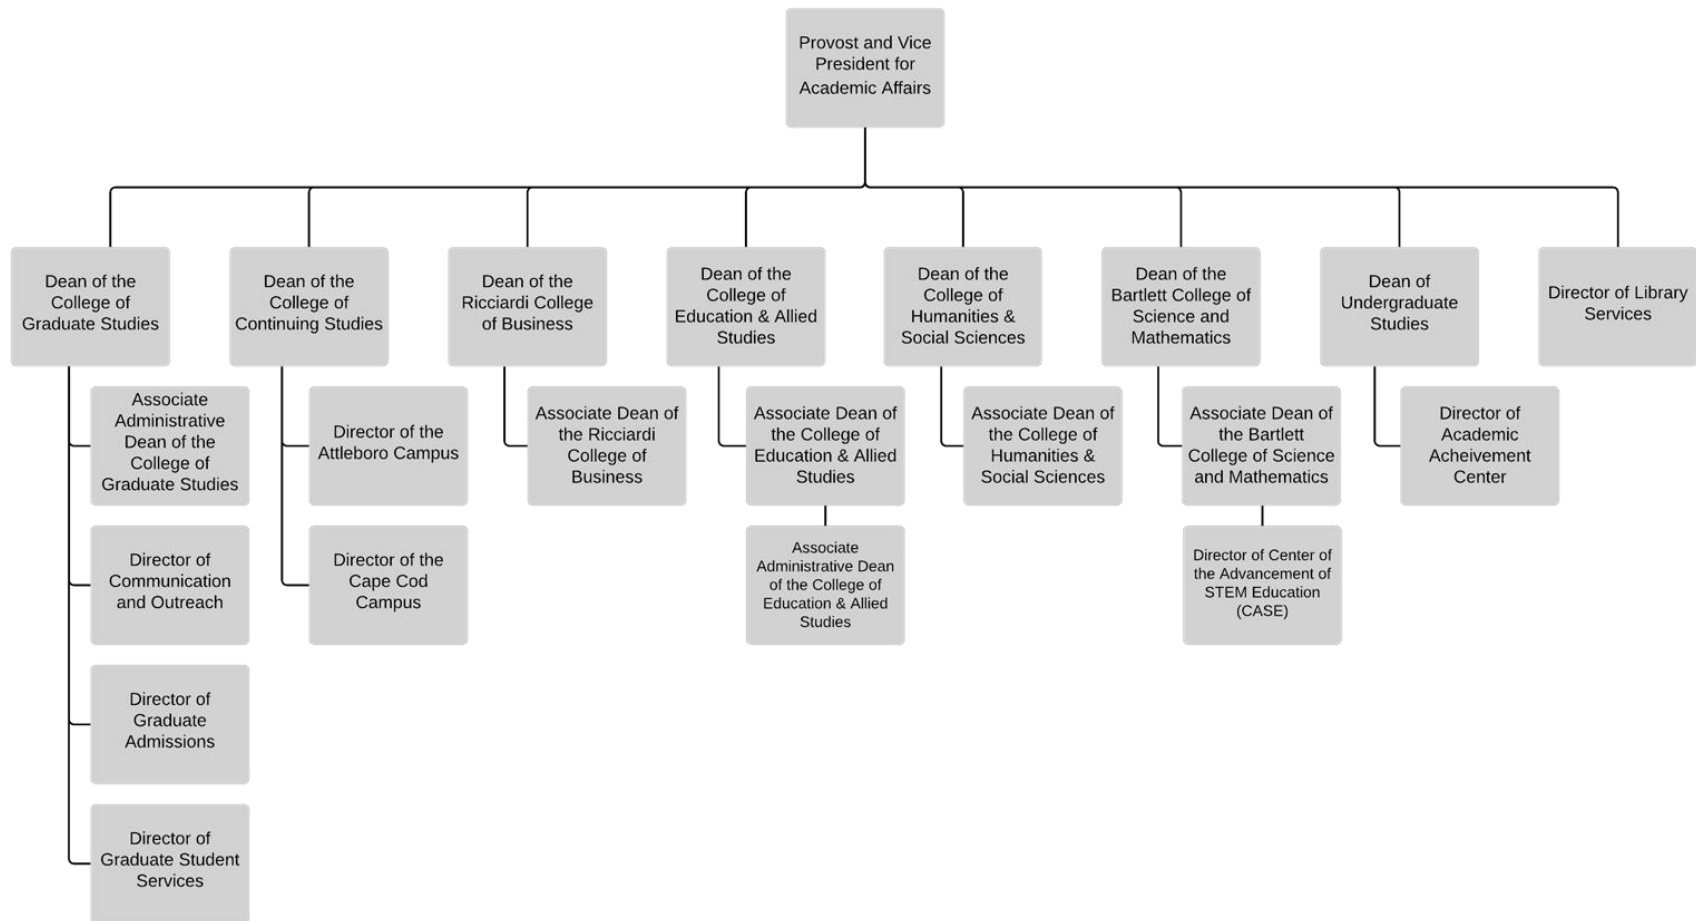 Provost and Vice
President for
Academic Affairs
Dean of the
College of
Graduate Studies
Dean of the
College of
Continuing Studies
Dean of the
Ricciardi College
of Business
Dean of the
College of
Education & Allied
Studies
Dean of the
College of
Humanities &
Social Sciences
Dean of the
Bartlett College of
Science and
Mathematics
Dean of
Undergraduate
Studies
Director of Library
Services
Associate
Administrative
Dean of the
College of
Graduate Studies
Director of the
Attleboro Campus
Associate Dean of
the Ricciardi
College of
Business
Associate Dean of
the College of
Education & Allied
Studies
Associate Dean of
the College of
Humanities &
Social Sciences
Associate Dean of
the Bartlett
College of Science
and Mathematics
Director of
Academic
Acheivement
Center
Director of
Communication
and Outreach
Director of the
Cape Cod
Campus
Associate
Administrative Dean
of the College of
Education & Allied
Studies
Director of Center of
the Advancement of
STEM Education
(CASE)
Director of
Graduate
Admissions
Director of
Graduate Student
Services